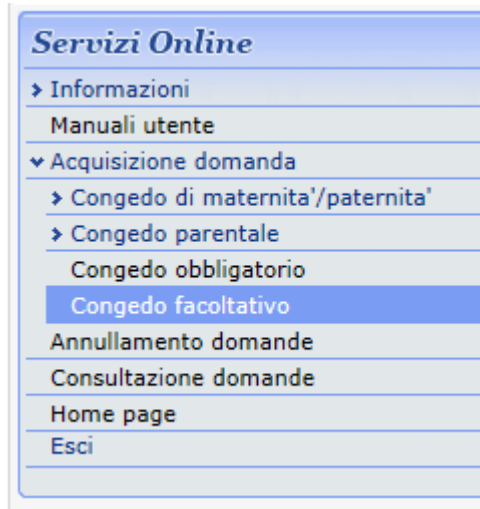 Servizi Online
Informazioni
Manuali utente
Acquisizione domanda
Congedo di maternita'/paternita'
Congedo parentale
Congedo obbligatorio
Congedo facoltativo
Annullamento domande
Consultazione domande
Home page
Esci